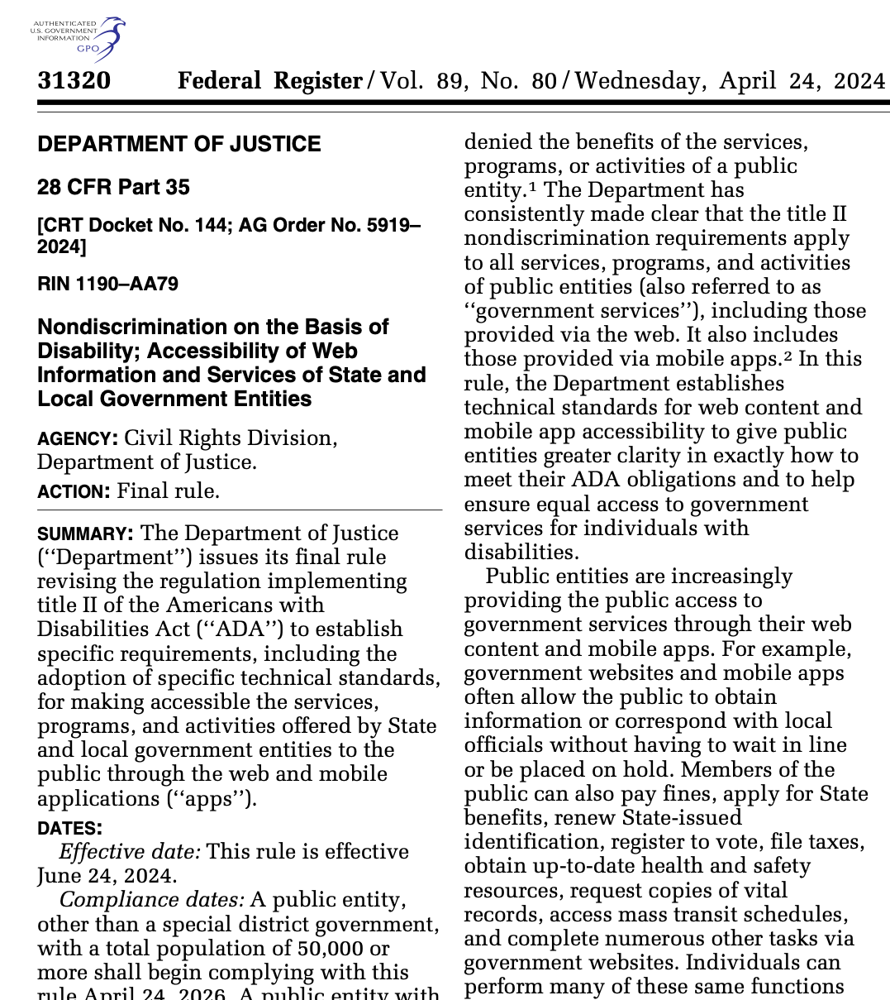 AUTHENTICATED
U.S. GOVERNMENT
INFORMATION
GPO
31320 Federal Register / Vol. 89, No. 80 / Wednesday, April 24, 2024
DEPARTMENT OF JUSTICE
28 CFR Part 35
[CRT Docket No. 144; AG Order No. 5919–
2024]
RIN 1190–AA79
Nondiscrimination on the Basis of
Disability; Accessibility of Web
Information and Services of State and
Local Government Entities
AGENCY: Civil Rights Division,
Department of Justice.
ACTION: Final rule.
SUMMARY: The Department of Justice
(‘‘Department’’) issues its final rule
revising the regulation implementing
title II of the Americans with
Disabilities Act (‘‘ADA’’) to establish
specific requirements, including the
adoption of specific technical standards,
for making accessible the services,
programs, and activities offered by State
and local government entities to the
public through the web and mobile
applications (‘‘apps’’).
DATES:
Effective date: This rule is effective
June 24, 2024.
Compliance dates: A public entity,
other than a special district government,
with a total population of 50,000 or
more shall begin complying with this
rule April 24, 2026. A public entity with
denied the benefits of the services,
programs, or activities of a public
entity.¹ The Department has
consistently made clear that the title II
nondiscrimination requirements apply
to all services, programs, and activities
of public entities (also referred to as
‘‘government services’’), including those
provided via the web. It also includes
those provided via mobile apps.² In this
rule, the Department establishes
technical standards for web content and
mobile app accessibility to give public
entities greater clarity in exactly how to
meet their ADA obligations and to help
ensure equal access to government
services for individuals with
disabilities.
Public entities are increasingly
providing the public access to
government services through their web
content and mobile apps. For example,
government websites and mobile apps
often allow the public to obtain
information or correspond with local
officials without having to wait in line
or be placed on hold. Members of the
public can also pay fines, apply for State
benefits, renew State-issued
identification, register to vote, file taxes,
obtain up-to-date health and safety
resources, request copies of vital
records, access mass transit schedules,
and complete numerous other tasks via
government websites. Individuals can
perform many of these same functions